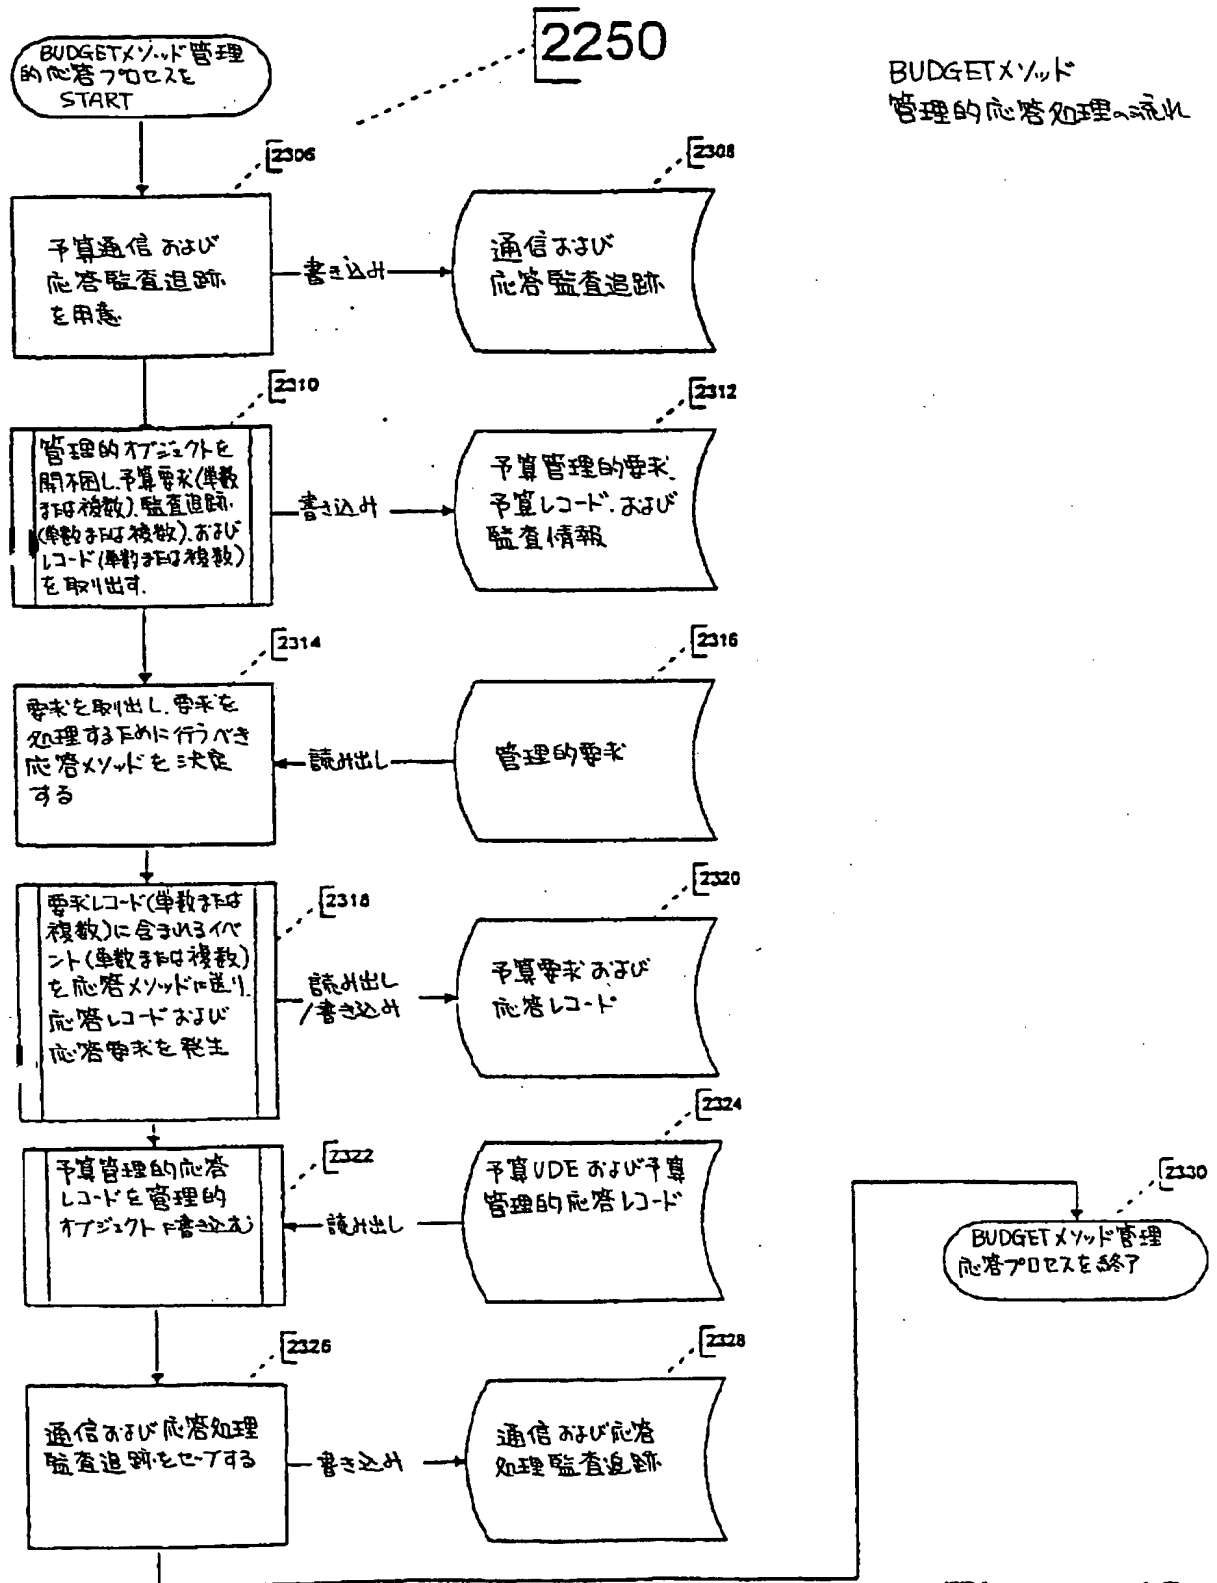 2250
BUDGETメソッド
管理的応答処理の流れ
BUDGETメソッド管理
的応答プロセスを
START
2306
予算通信および
応答監査追跡
を用意
書き込み
2308
通信および
応答監査追跡
2310
管理的オブジェクトを
開梱し、予算要求(単数
または複数)、監査追跡
(単数または複数)、および
レコード(単数または複数)
を取り出す.
書き込み
2312
予算管理的要求、
予算レコード、および
監査情報
2314
要求を取出し、要求を
処理するために行うべき
応答メソッドを決定
する
読み出し
2316
管理的要求
2318
要求レコード(単数または
複数)に含まれるイベ
ント(単数または複数)
を応答メソッドに送り、
応答レコードおよび
応答要求を発生
読み出し
/書き込み
2320
予算要求および
応答レコード
2322
予算管理的応答
レコードを管理的
オブジェクトに書き込む
読み出し
2324
予算UDEおよび予算
管理的応答レコード
2326
通信および応答処理
監査追跡をセーブする
書き込み
2328
通信および応答
処理監査追跡
2330
BUDGETメソッド管理
応答プロセスを終了